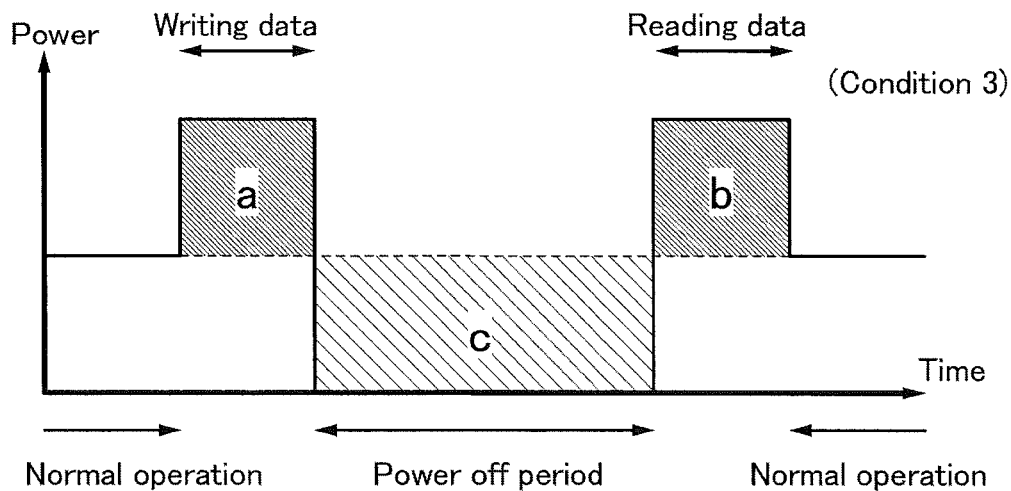 Writing data
Reading data
Power
(Condition 3)
a
b
c
Time
Normal operation
Power off period
Normal operation